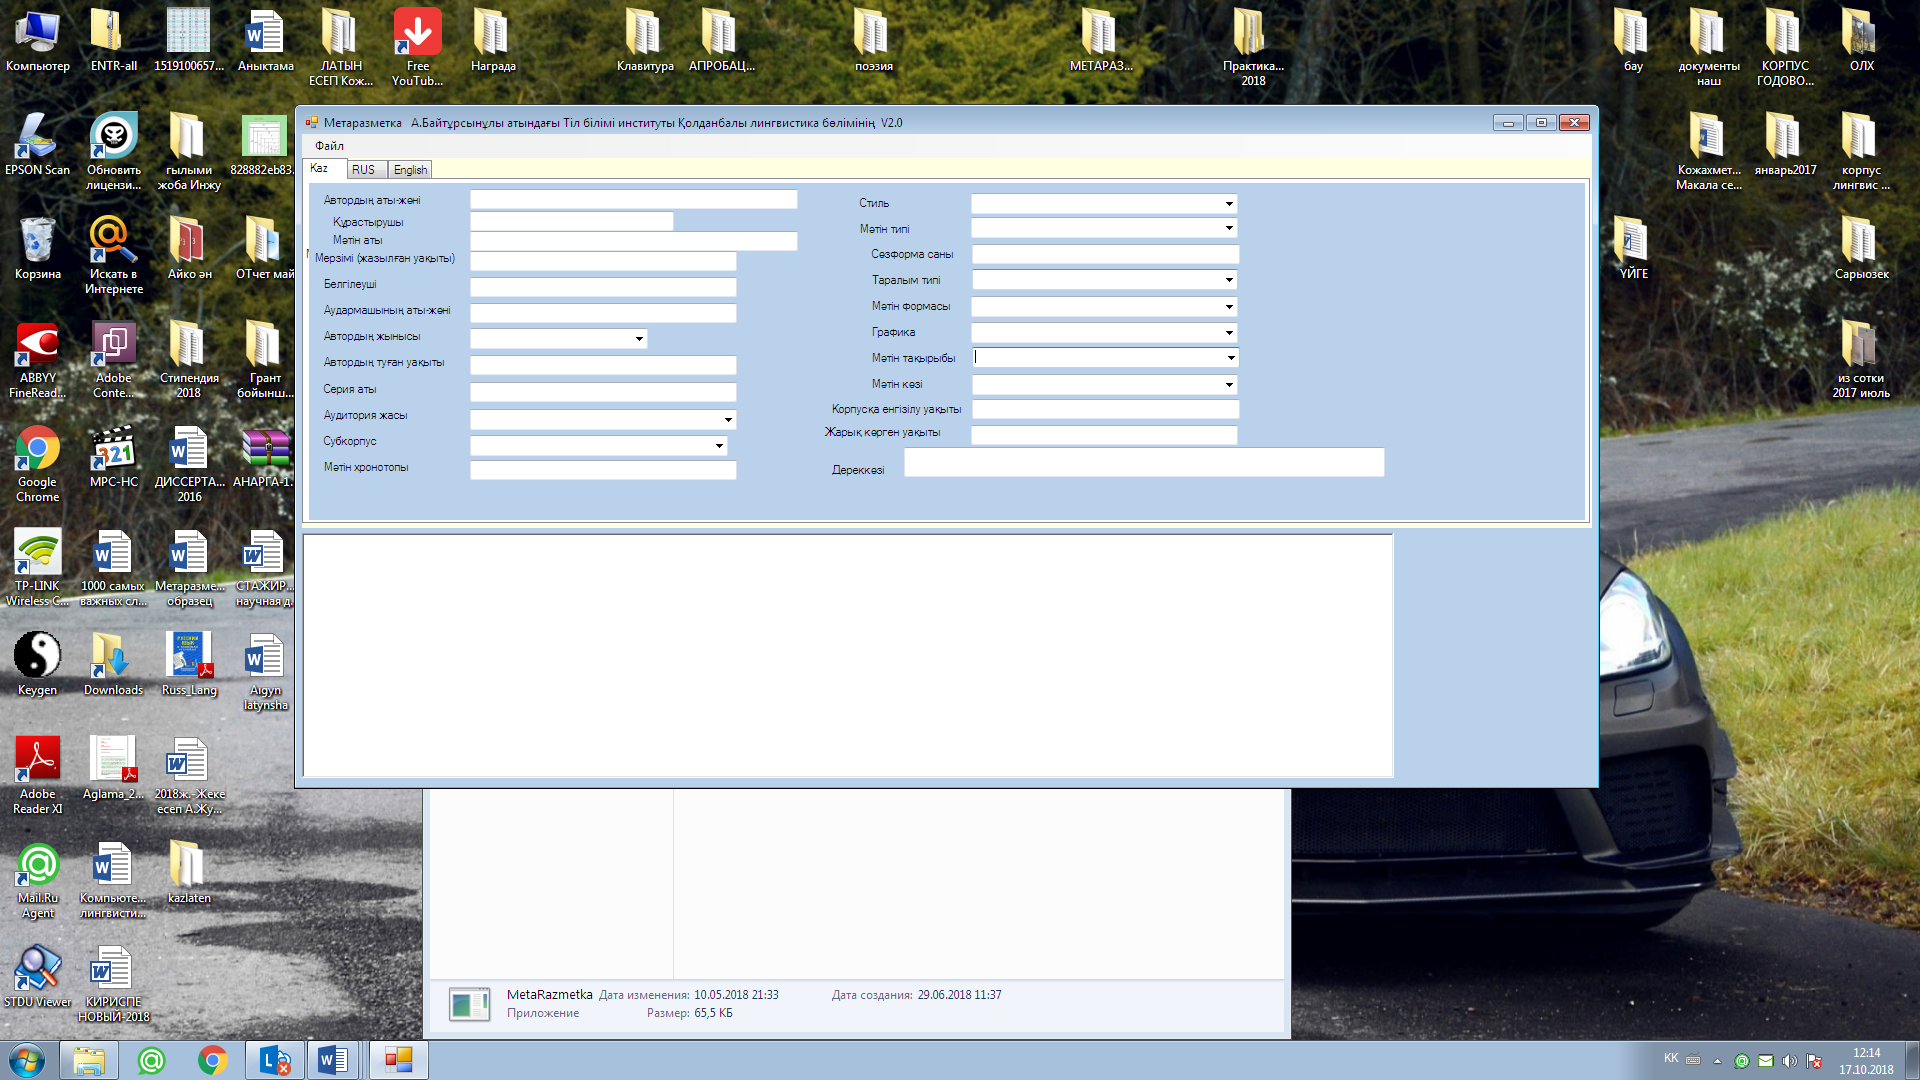 Компьютер
ENTR-all
1519100657...
Аныктама
ЛАТЫН
ЕСЕП Кож...
Free
YouTub...
Награда
Клавитура
АПРОБАЦ...
поэзия
МЕТАРАЗ...
Практика...
2018
бау
документы
наш
КОРПУС
ГОДОВО...
ОЛХ
Метаразметка А.Байтұрсынұлы атындағы Тіл білімі институты Қолданбалы лингвистика бөлімінің V2.0
Файл
Kaz
RUS
English
Автордың аты-жөні
Құрастырушы
Мәтін аты
Мерзімі (жазылған уақыты)
Белгілеуші
Аудармашының аты-жөні
Автордың жынысы
Автордың туған уақыты
Серия аты
Аудитория жасы
Субкорпус
Мәтін хронотопы
Стиль
Мәтін типі
Сөзформа саны
Таралым типі
Мәтін формасы
Графика
Мәтін тақырыбы
Мәтін көзі
Корпусқа енгізілу уақыты
Жарық көрген уақыты
Дереккөзі
EPSON Scan
Обновить
лицензи...
гылыми
жоба Инжу
828882eb83...
Кожахмет...
Макала се...
январь2017
корпус
лингвис ...
Корзина
Искать в
Интернете
Айко ән
ОТчет май
ҮЙГЕ
Сарыозек
ABBYY
FineRead...
Adobe
Conte...
Стипендия
2018
Грант
бойынш...
из сотки
2017 июль
Google
Chrome
MPC-HC
ДИССЕРТА...
2016
АНАРГА-1...
TP-LINK
Wireless C...
1000 самых
важных сл...
Метаразме...
образец
СТАЖИР...
научная д...
Keygen
Downloads
Russ_Lang
Aıgyn
latynsha
Adobe
Reader XI
Aglama_2...
2018ж.-Жеке
есеп А.Жу...
Mail.Ru
Agent
Компьюте...
лингвисти...
kazlaten
STDU Viewer
КИРИСПЕ
НОВЫЙ-2018
MetaRazmetka Дата изменения: 10.05.2018 21:33 Дата создания: 29.06.2018 11:37
Приложение Размер: 65,5 КБ
KK
12:14
17.10.2018